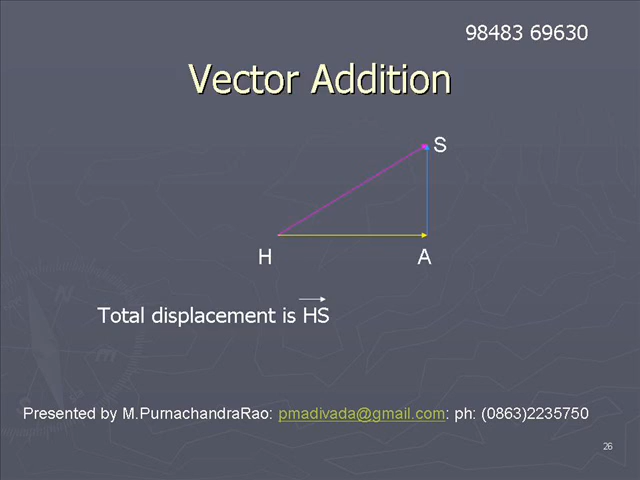 98483 69630
Vector Addition
S
H A
Total displacement is HS
Presented by M.PurnachandraRao: pmadivada@gmail.com: ph: (0863)2235750
26